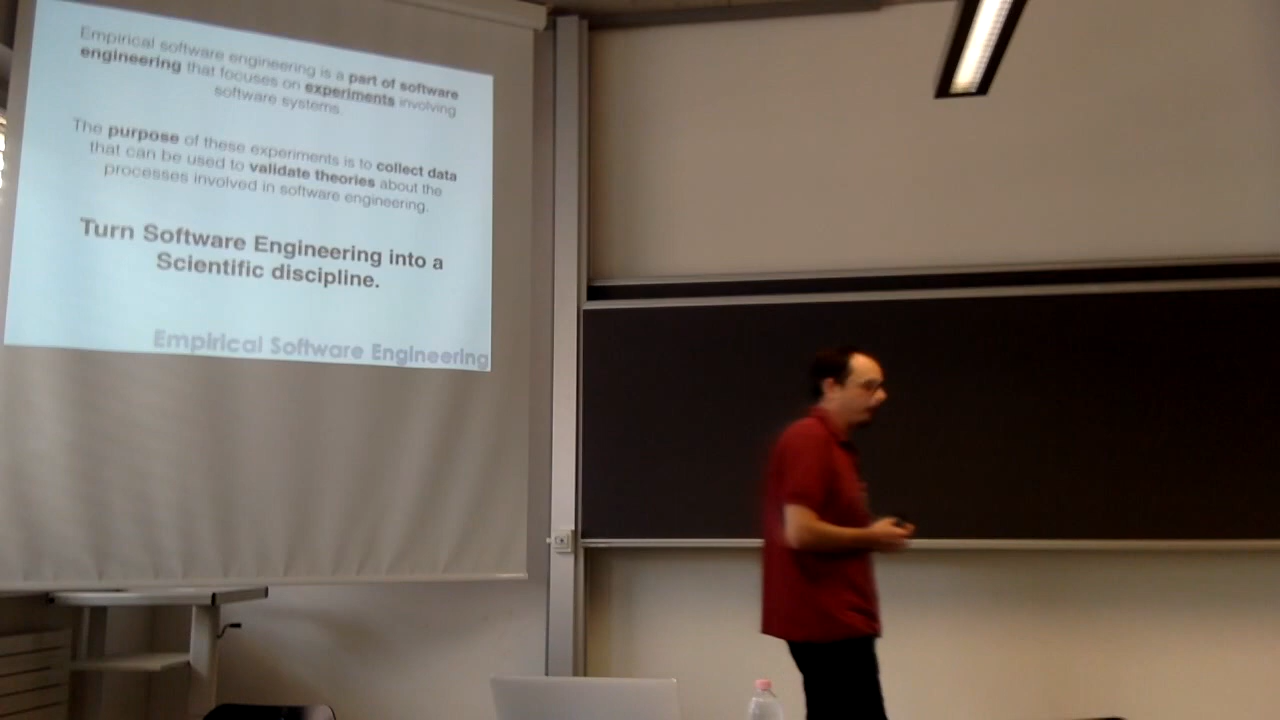 Empirical software engineering is a part of software
engineering that focuses on experiments involving
software systems.
The purpose of these experiments is to collect data
that can be used to validate theories about the
processes involved in software engineering.
Turn Software Engineering into a
Scientific discipline.
Empirical Software Engineering